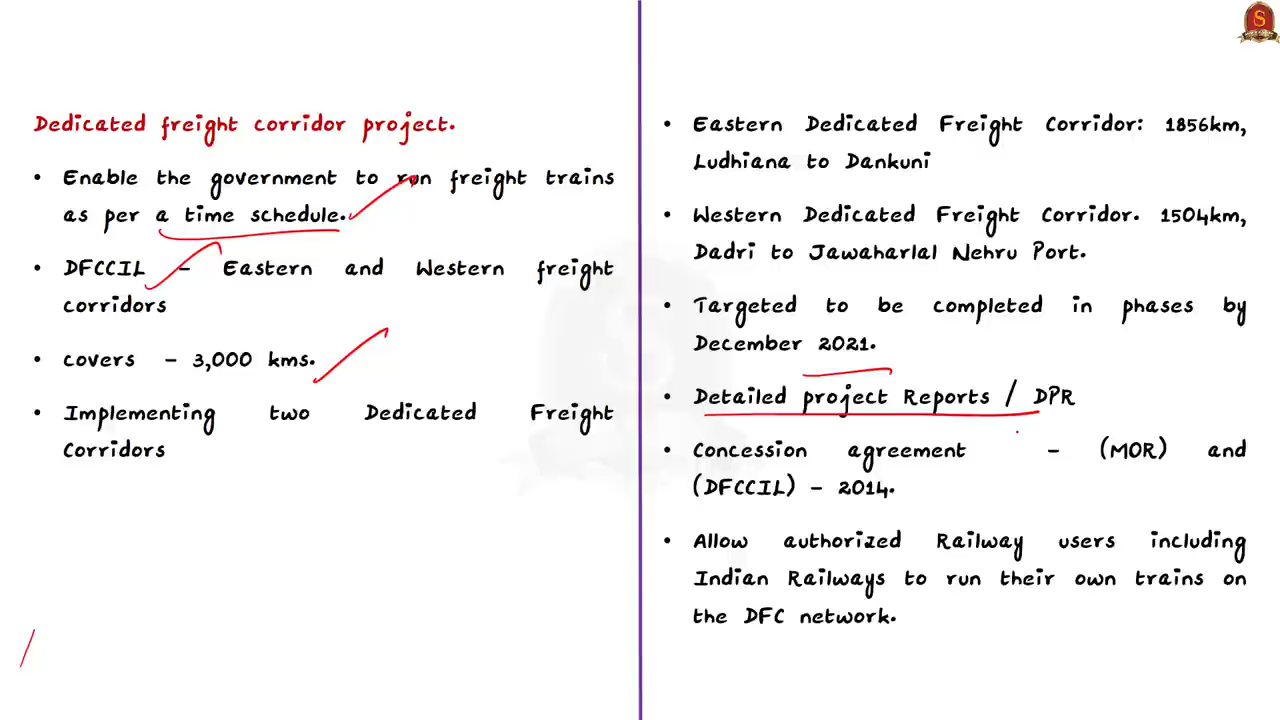 Dedicated freight corridor project.
• Enable the government to run freight trains
as per a time schedule.
• DFCCIL - Eastern and Western freight
corridors
• covers - 3,000 kms.
• Implementing two Dedicated Freight
Corridors
• Eastern Dedicated Freight Corridor: 1856km,
Ludhiana to Dankuni
• Western Dedicated Freight Corridor. 1504km,
Dadri to Jawaharlal Nehru Port.
• Targeted to be completed in phases by
December 2021.
• Detailed project Reports / DPR
• Concession agreement - (MOR) and
(DFCCIL) - 2014.
• Allow authorized Railway users including
Indian Railways to run their own trains on
the DFC network.
S